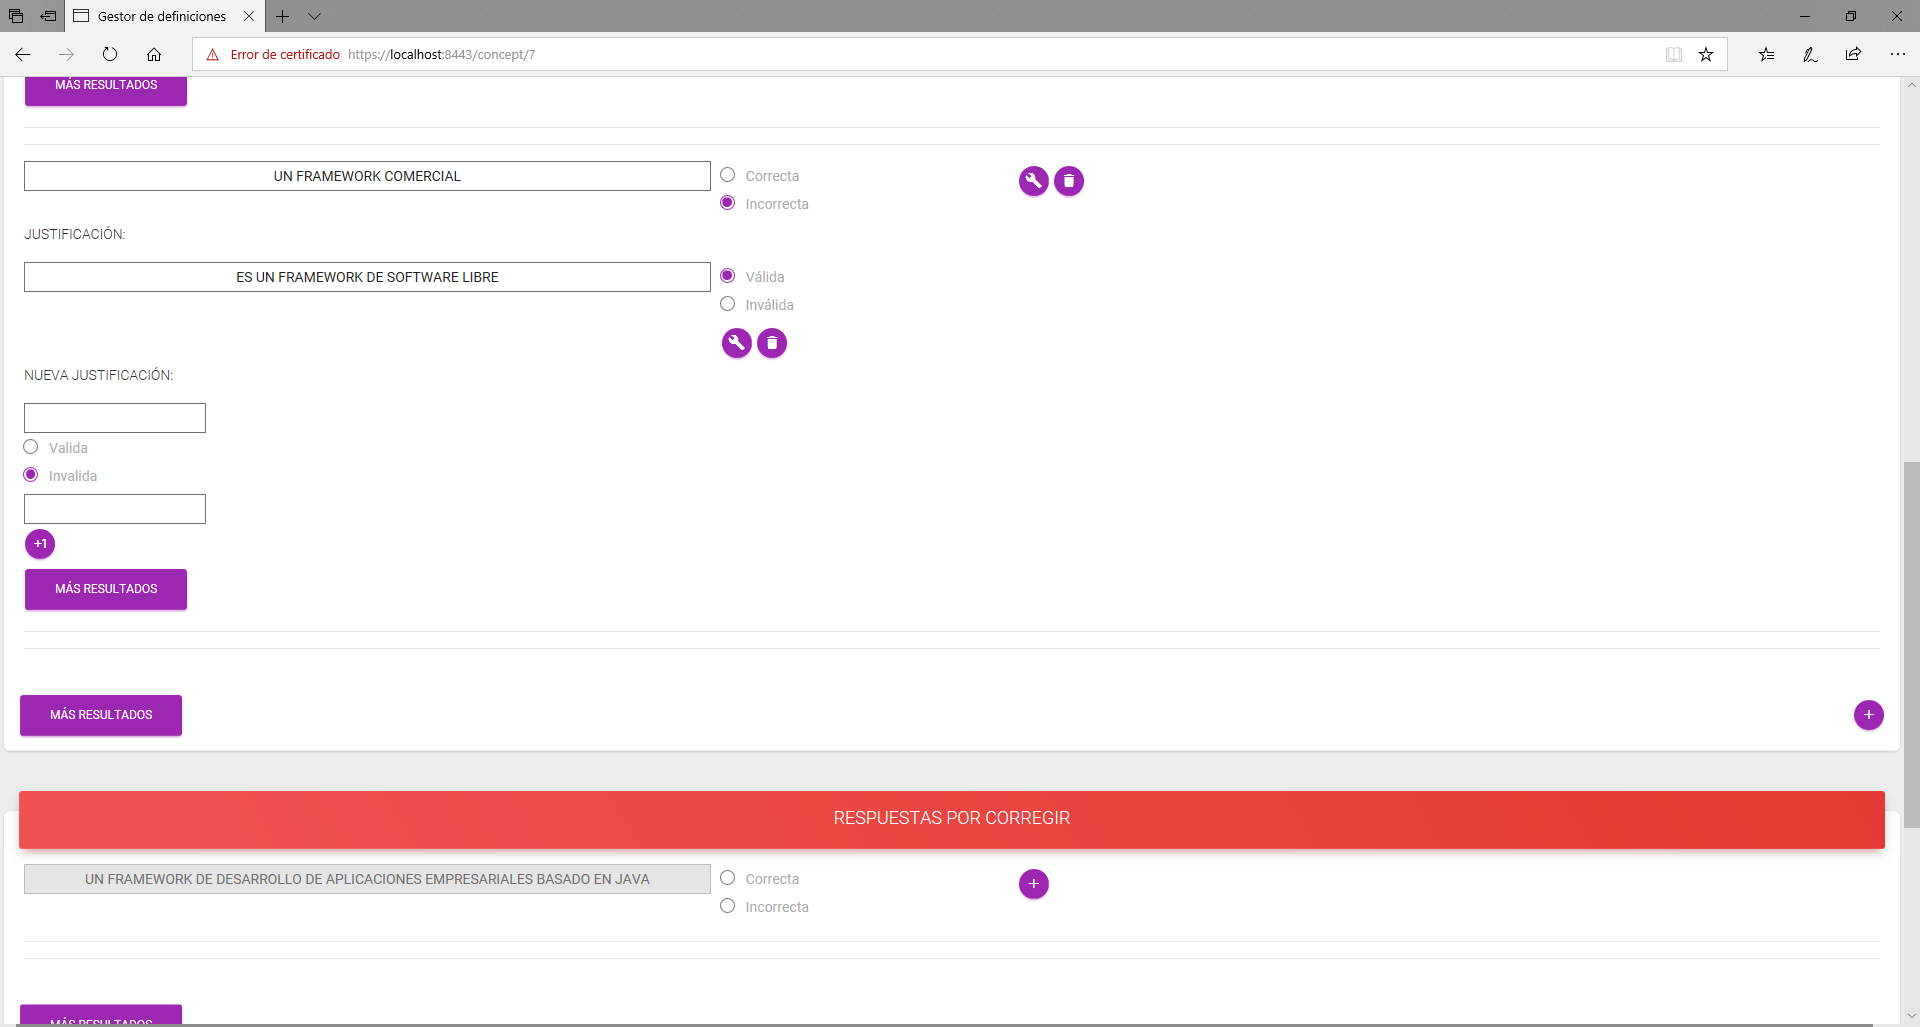 Gestor de definiciones
Error de certificado https://localhost:8443/concept/7
MÁS RESULTADOS
UN FRAMEWORK COMERCIAL
Correcta
Incorrecta
JUSTIFICACIÓN:
ES UN FRAMEWORK DE SOFTWARE LIBRE
Válida
Inválida
NUEVA JUSTIFICACIÓN:
Valida
Invalida
+1
MÁS RESULTADOS
MÁS RESULTADOS
+
RESPUESTAS POR CORREGIR
UN FRAMEWORK DE DESARROLLO DE APLICACIONES EMPRESARIALES BASADO EN JAVA
Correcta
+
Incorrecta
MÁS RESULTADOS